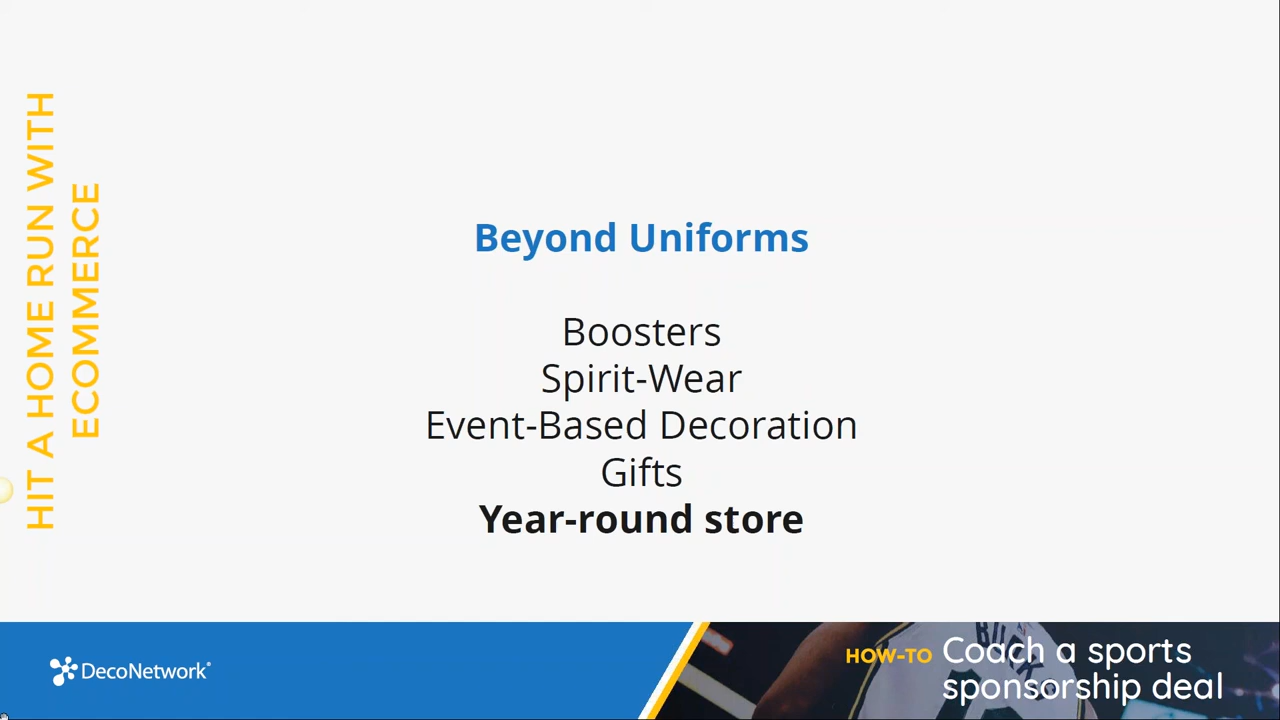 HIT A HOME RUN WITH
ECOMMERCE
Beyond Uniforms
Boosters
Spirit-Wear
Event-Based Decoration
Gifts
Year-round store
DecoNetwork
HOW-TO Coach a sports
sponsorship deal